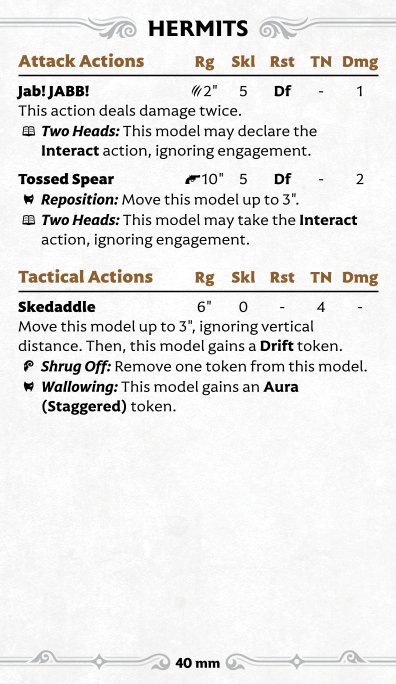 HERMITS
Attack Actions Rg Skl Rst TN Dmg
Jab! JABB! 2" 5 Df - 1
This action deals damage twice.
Two Heads: This model may declare the
Interact action, ignoring engagement.
Tossed Spear 10" 5 Df - 2
Reposition: Move this model up to 3".
Two Heads: This model may take the Interact
action, ignoring engagement.
Tactical Actions Rg Skl Rst TN Dmg
Skedaddle 6" 0 - 4 -
Move this model up to 3", ignoring vertical
distance. Then, this model gains a Drift token.
Shrug Off: Remove one token from this model.
Wallowing: This model gains an Aura
(Staggered) token.
40 mm